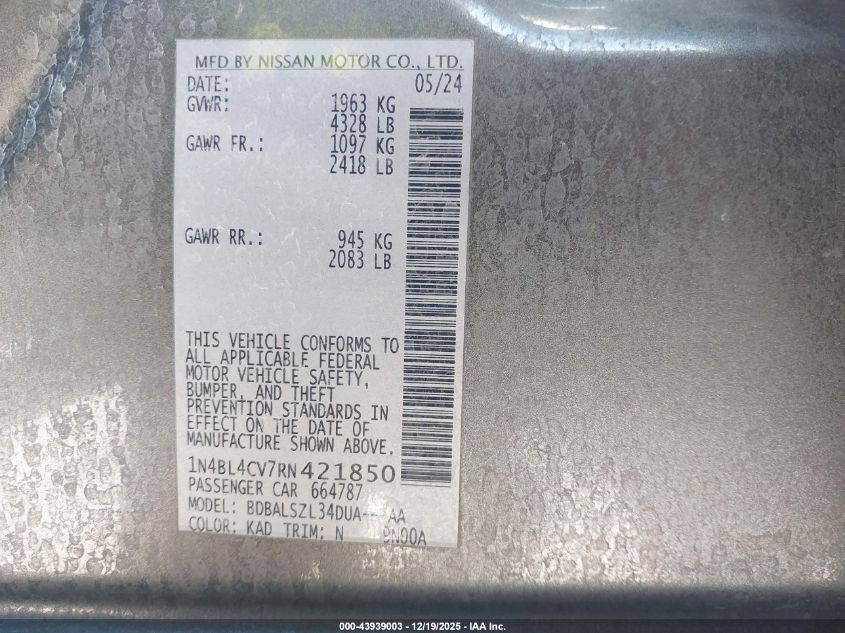 MFD BY NISSAN MOTOR CO., LTD.
DATE: 05/24
GVWR: 1963 KG
4328 LB
GAWR FR.: 1097 KG
2418 LB
GAWR RR.: 945 KG
2083 LB
THIS VEHICLE CONFORMS TO
ALL APPLICABLE FEDERAL
MOTOR VEHICLE SAFETY,
BUMPER, AND THEFT
PREVENTION STANDARDS IN
EFFECT ON THE DATE OF
MANUFACTURE SHOWN ABOVE.
1N4BL4CV7RN421850
PASSENGER CAR 664787
MODEL: BDBALSZL34DUA-
COLOR: KAD TRIM: N
000-43939003 - 12/19/2025 - IAA Inc.